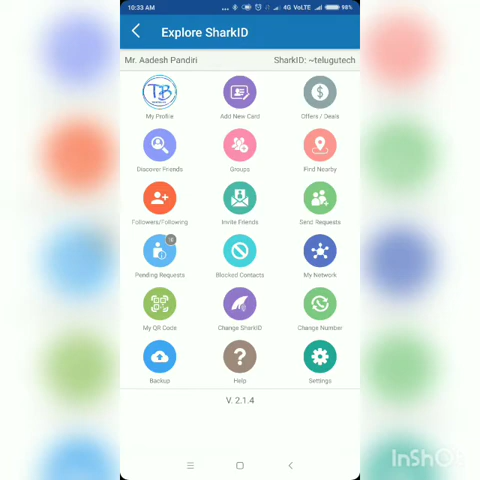 10:33 AM
4G VoLTE
98%
Explore SharkID
Mr. Aadesh Pandiri
SharkID: ~telugutech
TB
My Profile
Add New Card
Offers / Deals
Discover Friends
Groups
Find Nearby
Followers/Following
Invite Friends
Send Requests
Pending Requests
Blocked Contacts
My Network
My QR Code
Change SharkID
Change Number
Backup
Help
Settings
V. 2.1.4
InShOt